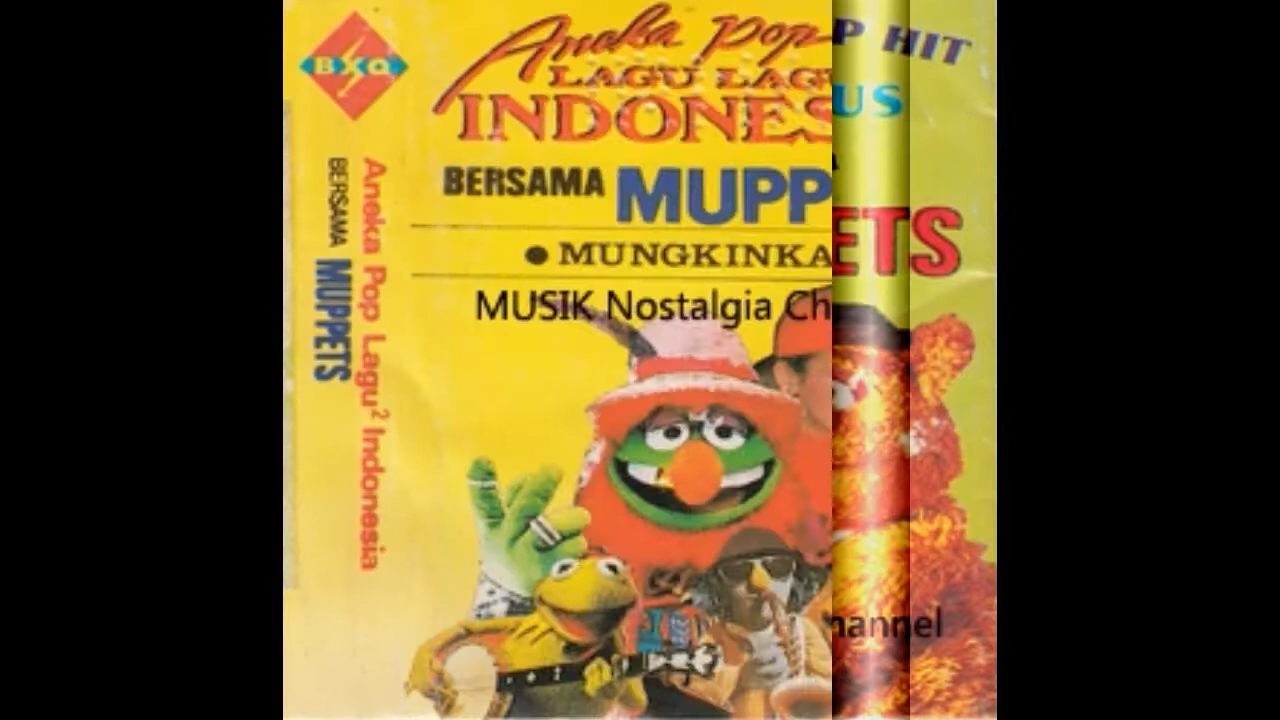 BXQ
Aneka Pop
LAGU LAGU
INDONES
BERSAMA MUPP
• MUNGKINKA
MUSIK Nostalgia Ch
Aneka Pop Lagu² Indonesia
BERSAMA MUPPETS
P HIT
US
A
ETS
hannel